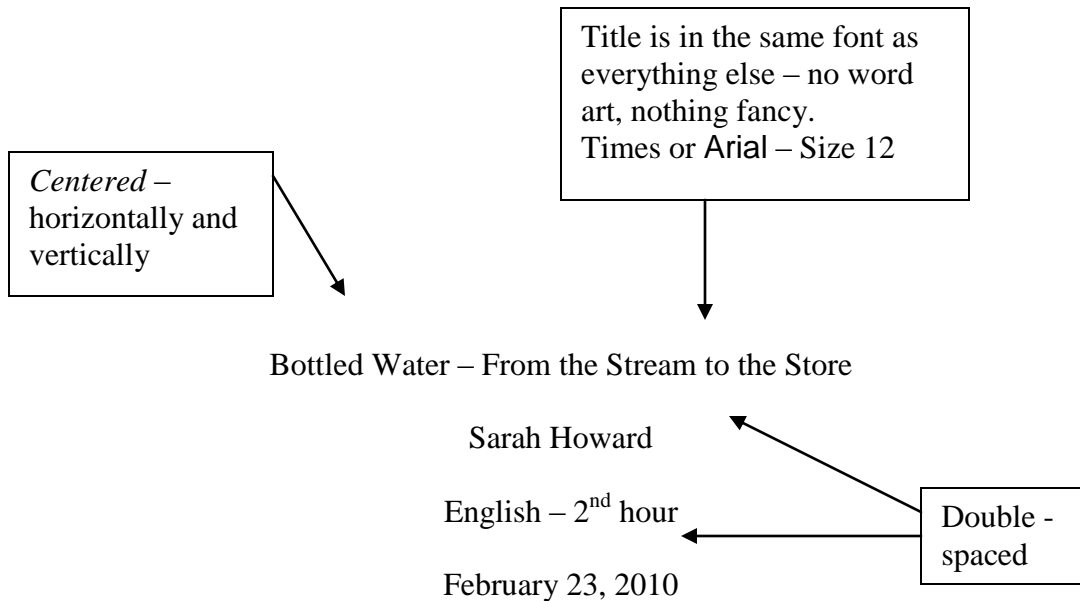 Title is in the same font as
everything else – no word
art, nothing fancy.
Times or Arial – Size 12
Centered –
horizontally and
vertically
Bottled Water – From the Stream to the Store
Sarah Howard
English – 2nd hour
Double -
spaced
February 23, 2010